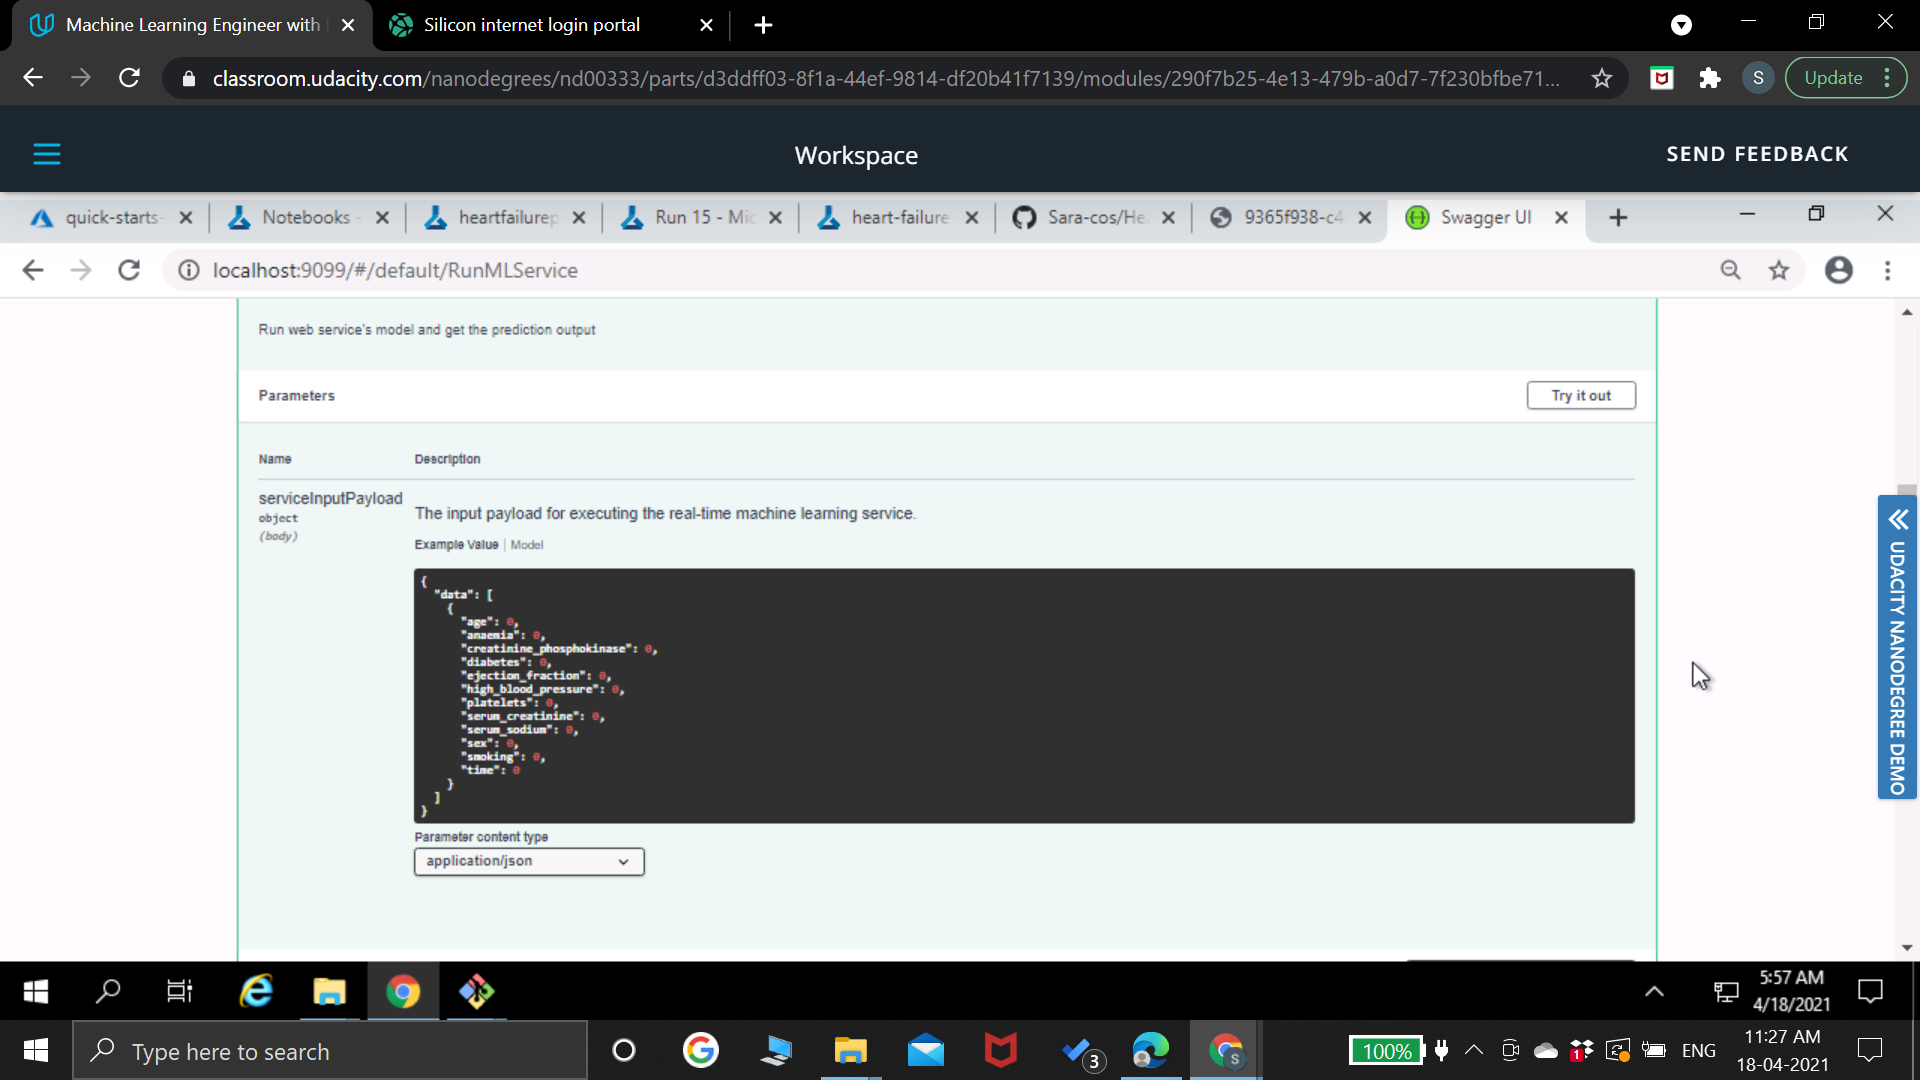 Machine Learning Engineer with
Silicon internet login portal
classroom.udacity.com/nanodegrees/nd00333/parts/d3ddff03-8f1a-44ef-9814-df20b41f7139/modules/290f7b25-4e13-479b-a0d7-7f230bfbe71...
S
Update
Workspace
SEND FEEDBACK
quick-starts-
Notebooks -
heartfailurep
Run 15 - Mic
heart-failure
Sara-cos/He
9365f938-c4
Swagger UI
localhost:9099/#/default/RunMLService
Run web service's model and get the prediction output
Parameters
Try it out
Name
Description
serviceInputPayload
object
(body)
The input payload for executing the real-time machine learning service.
Example Value | Model
{
"data": [
{
"age": 0,
"anaemia": 0,
"creatinine_phosphokinase": 0,
"diabetes": 0,
"ejection_fraction": 0,
"high_blood_pressure": 0,
"platelets": 0,
"serum_creatinine": 0,
"serum_sodium": 0,
"sex": 0,
"smoking": 0,
"time": 0
}
]
}
Parameter content type
application/json
UDACITY NANODEGREE DEMO
5:57 AM
4/18/2021
Type here to search
3
S
100%
1
ENG
11:27 AM
18-04-2021